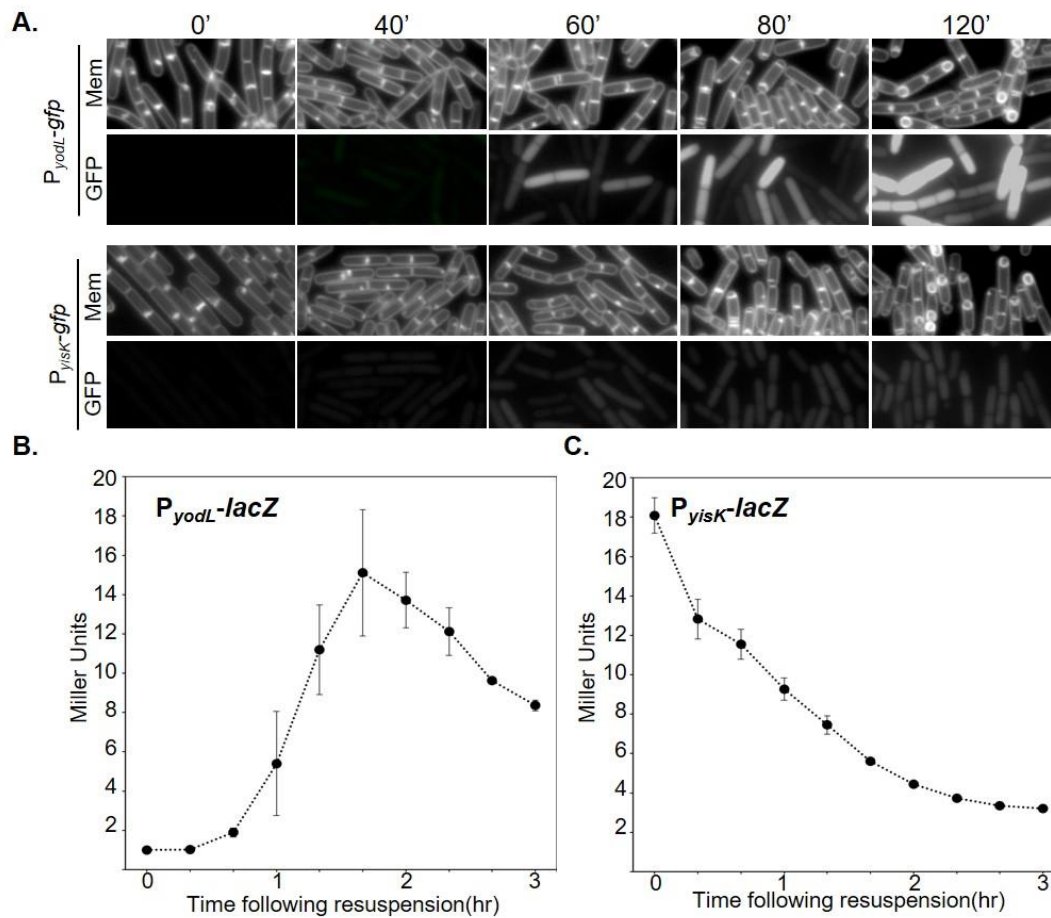 A.
0’ 40’ 60’ 80’ 120’
PyodL-gfp
Mem
GFP
PyisK-gfp
Mem
GFP
B.
PyodL-lacZ
20
18
16
14
12
10
8
6
4
2
Miller Units
0 1 2 3
Time following resuspension(hr)
C.
PyisK-lacZ
20
18
16
14
12
10
8
6
4
2
Miller Units
0 1 2 3
Time following resuspension(hr)